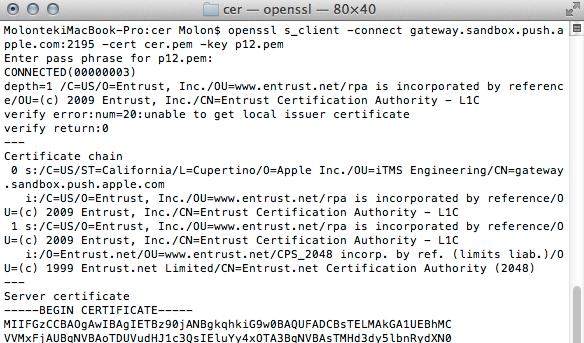 cer — openssl — 80×40
MolontekiMacBook-Pro:cer Molon$ openssl s_client -connect gateway.sandbox.push.a
pple.com:2195 -cert cer.pem -key p12.pem
Enter pass phrase for p12.pem:
CONNECTED(00000003)
depth=1 /C=US/O=Entrust, Inc./OU=www.entrust.net/rpa is incorporated by referenc
e/OU=(c) 2009 Entrust, Inc./CN=Entrust Certification Authority - L1C
verify error:num=20:unable to get local issuer certificate
verify return:0
---
Certificate chain
 0 s:/C=US/ST=California/L=Cupertino/O=Apple Inc./OU=iTMS Engineering/CN=gateway
.sandbox.push.apple.com
   i:/C=US/O=Entrust, Inc./OU=www.entrust.net/rpa is incorporated by reference/O
U=(c) 2009 Entrust, Inc./CN=Entrust Certification Authority - L1C
 1 s:/C=US/O=Entrust, Inc./OU=www.entrust.net/rpa is incorporated by reference/O
U=(c) 2009 Entrust, Inc./CN=Entrust Certification Authority - L1C
   i:/O=Entrust.net/OU=www.entrust.net/CPS_2048 incorp. by ref. (limits liab.)/O
U=(c) 1999 Entrust.net Limited/CN=Entrust.net Certification Authority (2048)
---
Server certificate
-----BEGIN CERTIFICATE-----
MIIFGzCCBAOgAwIBAgIETBz90jANBgkqhkiG9w0BAQUFADCBsTELMAkGA1UEBhMC
VVMxFjAUBgNVBAoTDUVudHJ1c3QsIEluYy4xOTA3BgNVBAsTMHd3dy5lbnRydXN0